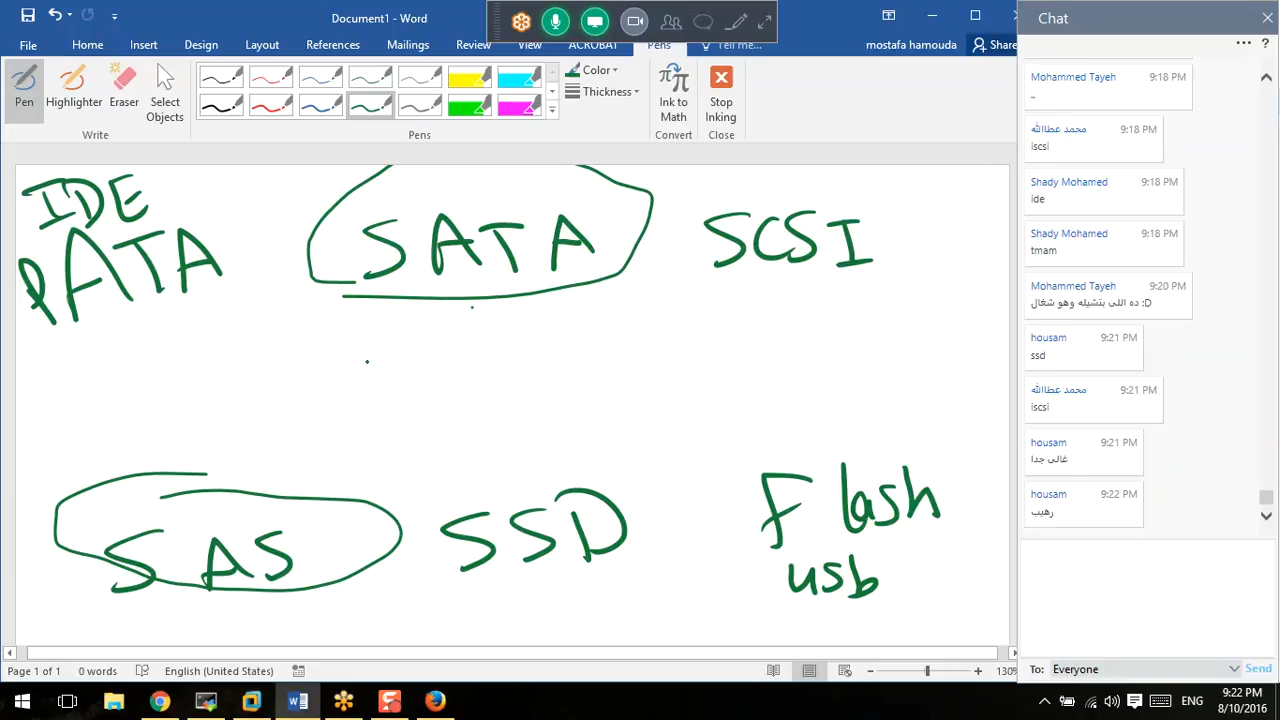 Document1 - Word
Chat
File
Home
Insert
Design
Layout
References
Mailings
Review
View
ACROBAT
Pens
Tell me...
mostafa hamouda
Share
Pen
Highlighter
Eraser
Select Objects
Color
Thickness
Ink to Math
Stop Inking
Write
Pens
Convert
Close
IDE
PATA
SATA
SCSI
SAS
SSD
Flash
usb
Mohammed Tayeh 9:18 PM
..
محمد عطاالله 9:18 PM
iscsi
Shady Mohamed 9:18 PM
ide
Shady Mohamed 9:18 PM
tmam
Mohammed Tayeh 9:20 PM
ده اللى بتشيله وهو شغال :D
housam 9:21 PM
ssd
محمد عطاالله 9:21 PM
iscsi
housam 9:21 PM
غالى جدا
housam 9:22 PM
رهيب
To: Everyone Send
Page 1 of 1 0 words English (United States) 130%
ENG 9:22 PM
8/10/2016